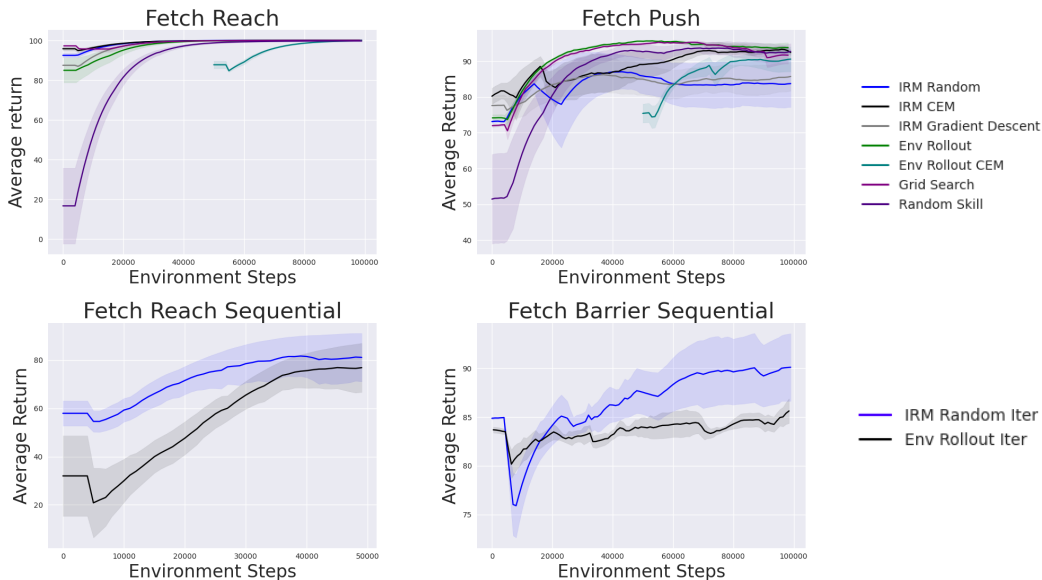 Fetch Reach
Average return
100
80
60
40
20
0
0 20000 40000 60000 80000 100000
Environment Steps
Fetch Push
Average Return
90
80
70
60
50
40
0 20000 40000 60000 80000 100000
Environment Steps
IRM Random
IRM CEM
IRM Gradient Descent
Env Rollout
Env Rollout CEM
Grid Search
Random Skill
Fetch Reach Sequential
Average Return
80
60
40
20
0 10000 20000 30000 40000 50000
Environment Steps
Fetch Barrier Sequential
Average Return
90
85
80
75
0 20000 40000 60000 80000 100000
Environment Steps
IRM Random Iter
Env Rollout Iter